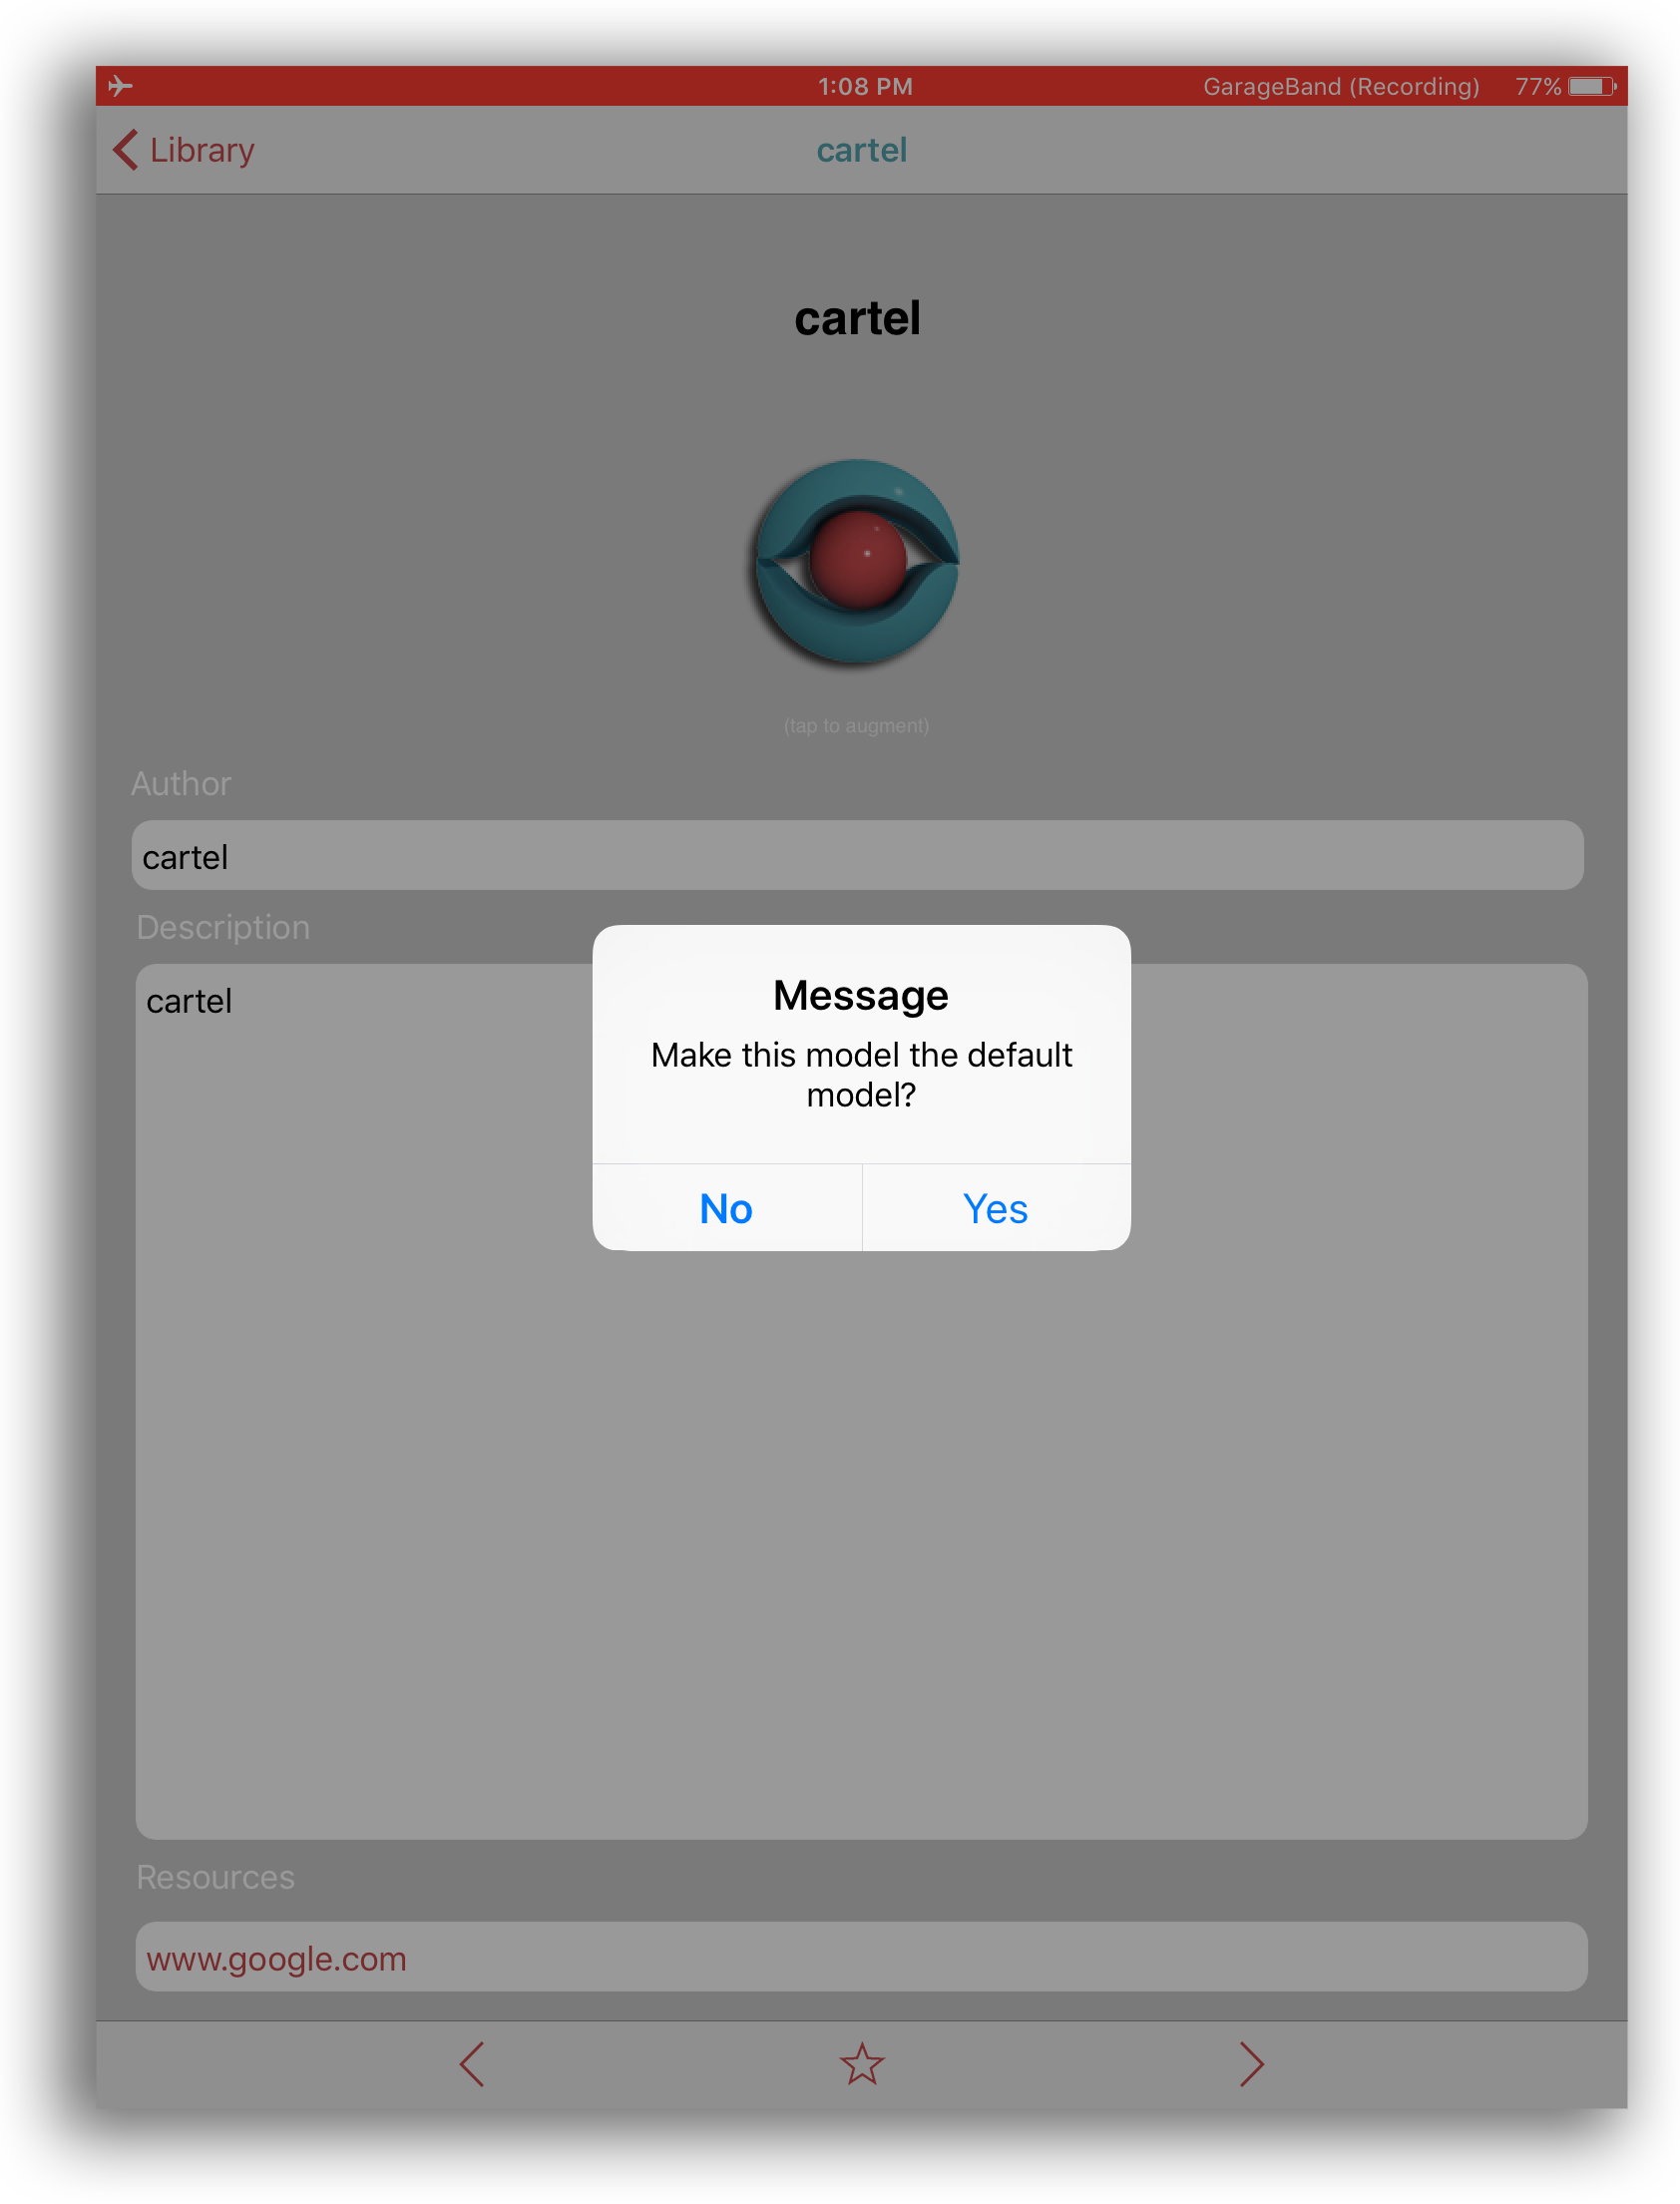 1:08 PM GarageBand (Recording) 77%
Library cartel
cartel
(tap to augment)
Author
cartel
Description
cartel
Message
Make this model the default
model?
No Yes
Resources
www.google.com